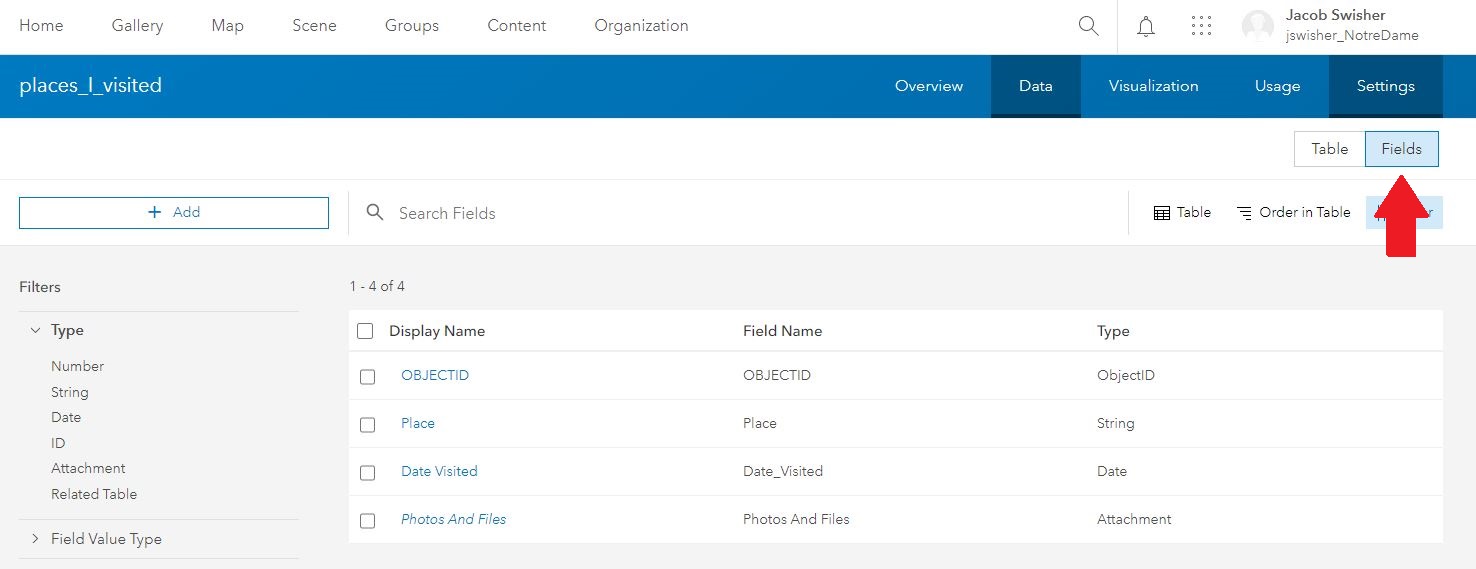 Home Gallery Map Scene Groups Content Organization
Jacob Swisher
jswisher_NotreDame
places_I_visited Overview Data Visualization Usage Settings
Table Fields
+ Add Search Fields Table Order in Table
Filters
1 - 4 of 4
Type
Display Name Field Name Type
Number
OBJECTID OBJECTID ObjectID
String
Date
Place Place String
ID
Attachment
Date Visited Date_Visited Date
Related Table
Photos And Files Photos And Files Attachment
Field Value Type